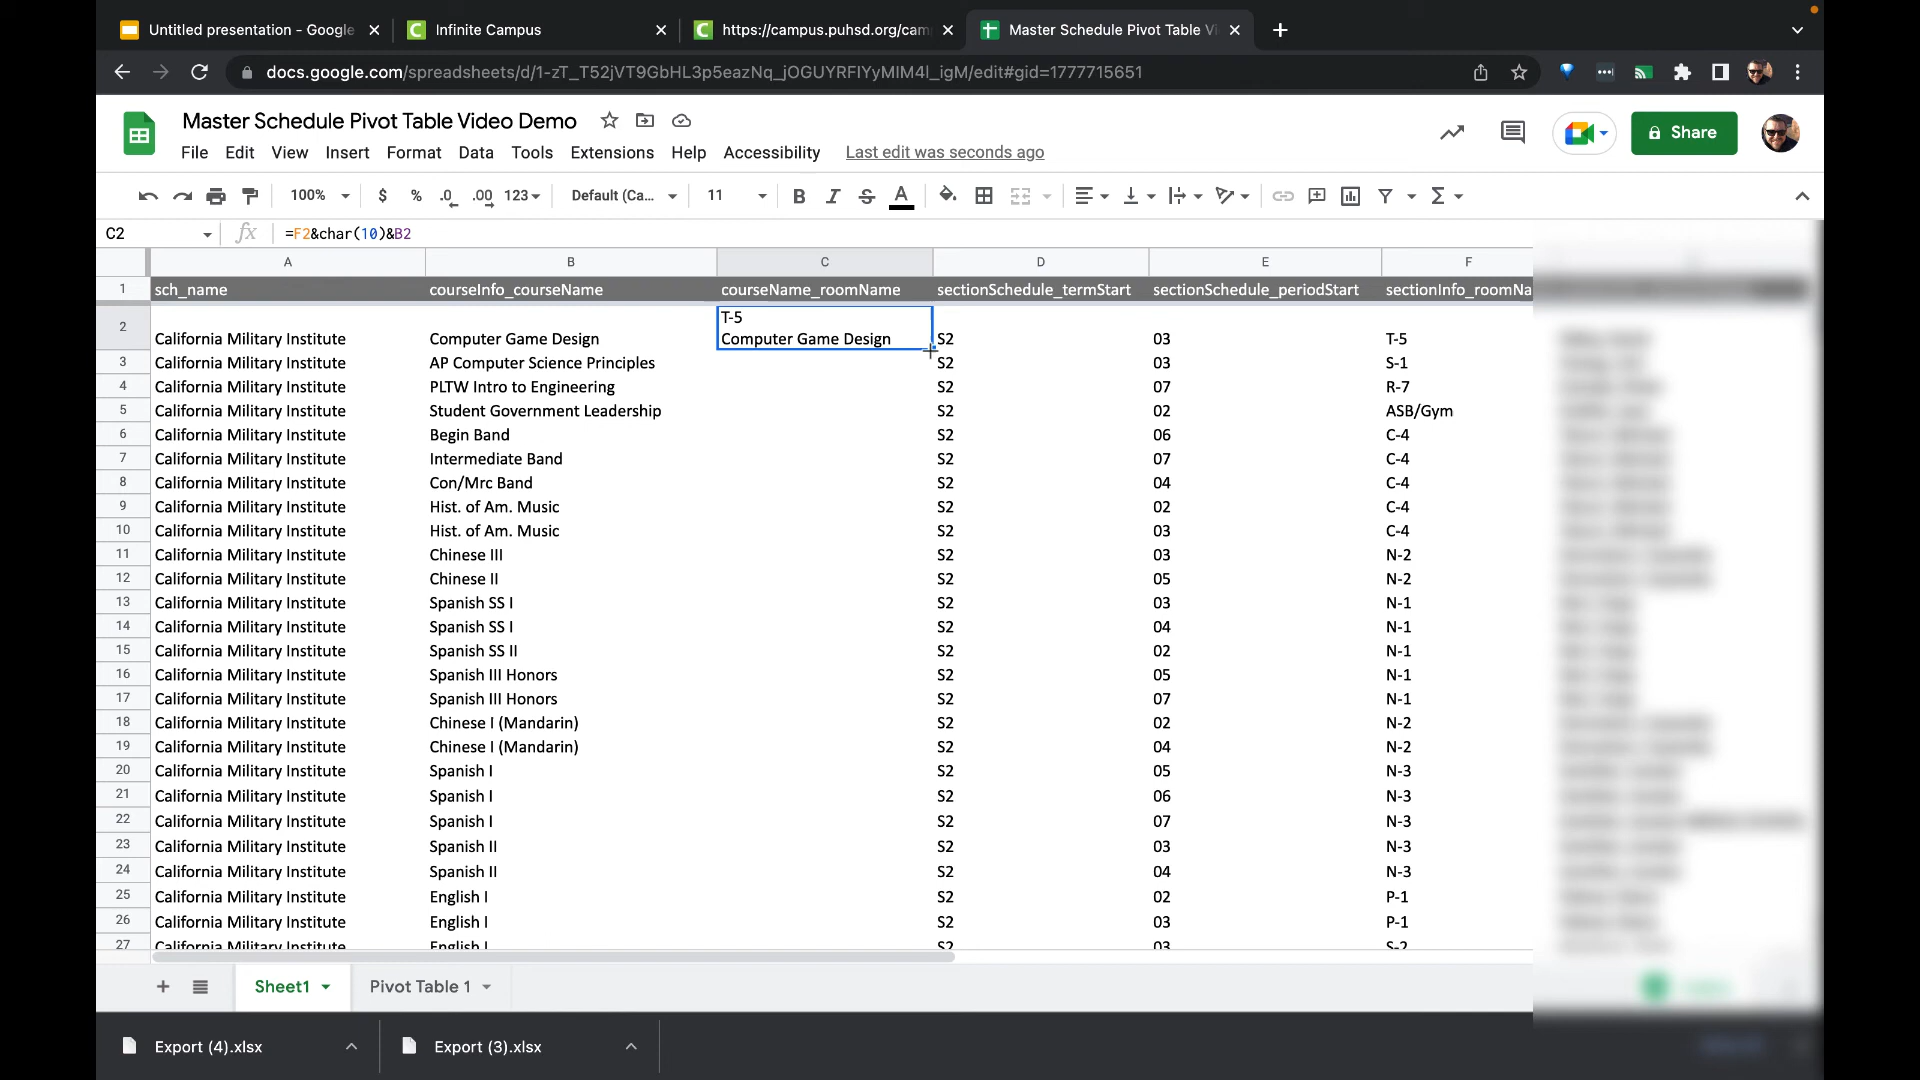 Untitled presentation - Google
Infinite Campus
https://campus.puhsd.org/cam
Master Schedule Pivot Table Vi
docs.google.com/spreadsheets/d/1-zT_T52jVT9GbHL3p5eazNq_jOGUYRFIYyMIM4l_igM/edit#gid=1777715651
Master Schedule Pivot Table Video Demo
File Edit View Insert Format Data Tools Extensions Help Accessibility Last edit was seconds ago
Share
100% $ % .0 .00 123 Default (Ca... 11 B I S A
C2 fx =F2&char(10)&B2
A B C D E F
1 sch_name courseInfo_courseName courseName_roomName sectionSchedule_termStart sectionSchedule_periodStart sectionInfo_roomNa
T-5
2 California Military Institute Computer Game Design Computer Game Design S2 03 T-5
3 California Military Institute AP Computer Science Principles S2 03 S-1
4 California Military Institute PLTW Intro to Engineering S2 07 R-7
5 California Military Institute Student Government Leadership S2 02 ASB/Gym
6 California Military Institute Begin Band S2 06 C-4
7 California Military Institute Intermediate Band S2 07 C-4
8 California Military Institute Con/Mrc Band S2 04 C-4
9 California Military Institute Hist. of Am. Music S2 02 C-4
10 California Military Institute Hist. of Am. Music S2 03 C-4
11 California Military Institute Chinese III S2 03 N-2
12 California Military Institute Chinese II S2 05 N-2
13 California Military Institute Spanish SS I S2 03 N-1
14 California Military Institute Spanish SS I S2 04 N-1
15 California Military Institute Spanish SS II S2 02 N-1
16 California Military Institute Spanish III Honors S2 05 N-1
17 California Military Institute Spanish III Honors S2 07 N-1
18 California Military Institute Chinese I (Mandarin) S2 02 N-2
19 California Military Institute Chinese I (Mandarin) S2 04 N-2
20 California Military Institute Spanish I S2 05 N-3
21 California Military Institute Spanish I S2 06 N-3
22 California Military Institute Spanish I S2 07 N-3
23 California Military Institute Spanish II S2 03 N-3
24 California Military Institute Spanish II S2 04 N-3
25 California Military Institute English I S2 02 P-1
26 California Military Institute English I S2 03 P-1
27 California Military Institute English I S2 03 S-2
Sheet1 Pivot Table 1
Export (4).xlsx Export (3).xlsx